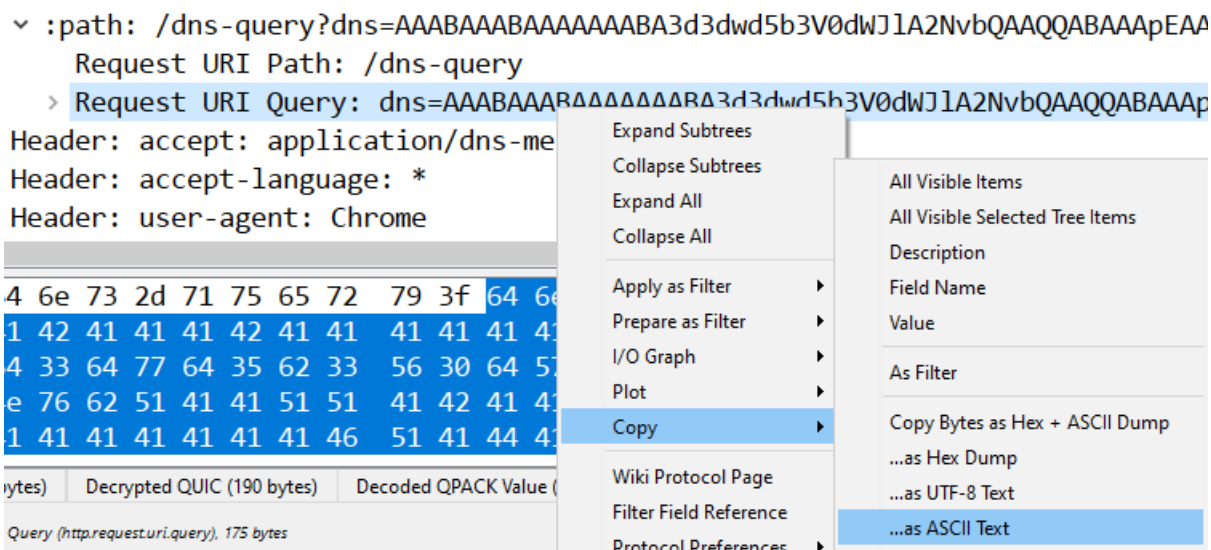 :path: /dns-query?dns=AAABAAABAAAAAAABA3d3dwd5b3V0dWJlA2NvbQAAQQABAAApEAA
Request URI Path: /dns-query
Request URI Query: dns=AAABAAABAAAAAAABA3d3dwd5b3V0dWJlA2NvbQAAQQABAAAp
Header: accept: application/dns-me
Header: accept-language: *
Header: user-agent: Chrome
4 6e 73 2d 71 75 65 72 79 3f 64 6e
1 42 41 41 41 42 41 41 41 41 41 41
4 33 64 77 64 35 62 33 56 30 64 57
e 76 62 51 41 41 51 51 41 42 41 41
1 41 41 41 41 41 41 46 51 41 44 41
ytes)
Decrypted QUIC (190 bytes)
Decoded QPACK Value (
Query (http.request.uri.query), 175 bytes
Expand Subtrees
Collapse Subtrees
Expand All
Collapse All
Apply as Filter
Prepare as Filter
I/O Graph
Plot
Copy
Wiki Protocol Page
Filter Field Reference
Protocol Preferences
All Visible Items
All Visible Selected Tree Items
Description
Field Name
Value
As Filter
Copy Bytes as Hex + ASCII Dump
...as Hex Dump
...as UTF-8 Text
...as ASCII Text